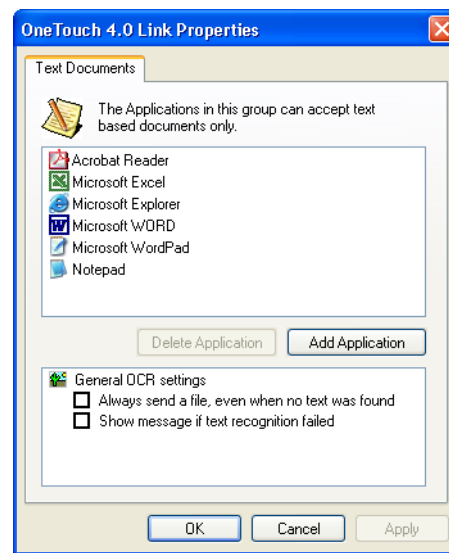 OneTouch 4.0 Link Properties
Text Documents
The Applications in this group can accept text
based documents only.
Acrobat Reader
Microsoft Excel
Microsoft Explorer
Microsoft WORD
Microsoft WordPad
Notepad
Delete Application Add Application
General OCR settings
Always send a file, even when no text was found
Show message if text recognition failed
OK Cancel Apply